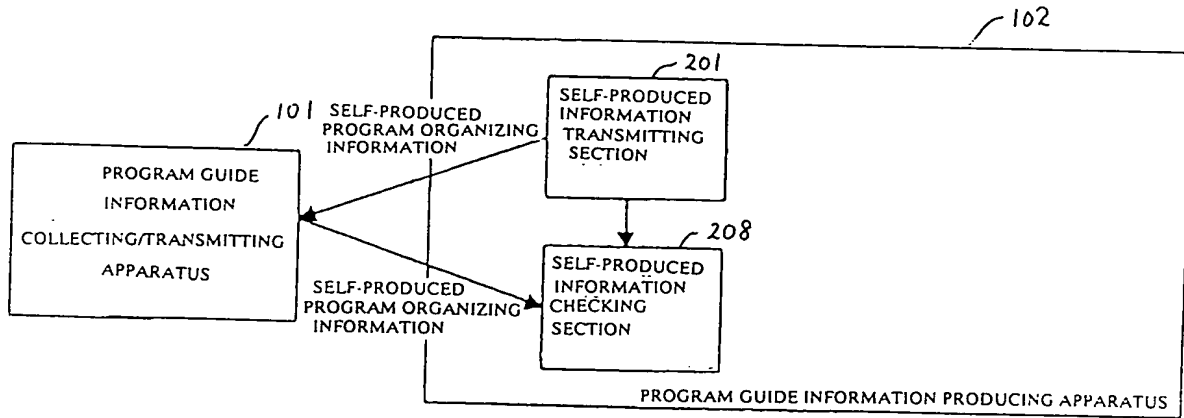 102
201
SELF-PRODUCED
INFORMATION
TRANSMITTING
SECTION
101
SELF-PRODUCED
PROGRAM ORGANIZING
INFORMATION
PROGRAM GUIDE
INFORMATION
COLLECTING/TRANSMITTING
APPARATUS
208
SELF-PRODUCED
INFORMATION
CHECKING
SECTION
SELF-PRODUCED
PROGRAM ORGANIZING
INFORMATION
PROGRAM GUIDE INFORMATION PRODUCING APPARATUS